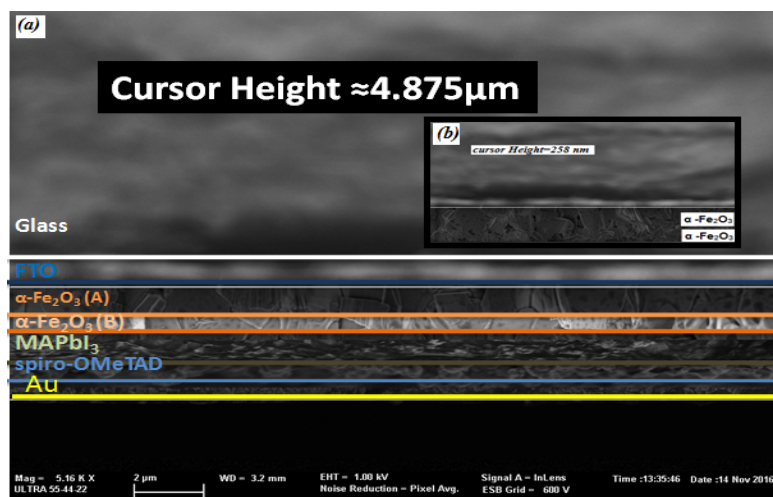 (a)
Cursor Height ≈4.875µm
(b)
cursor Height=258 nm
Glass
α -Fe₂O₃
α -Fe₂O₃
FTO
α-Fe₂O₃ (A)
α-Fe₂O₃ (B)
MAPbI₃
spiro-OMeTAD
Au
Mag = 5.16 K X 2 µm WD = 3.2 mm EHT = 1.00 kV Signal A = InLens Time :13:35:46 Date :14 Nov 2016
ULTRA 55-44-22 Noise Reduction = Pixel Avg. ESB Grid = 600 V